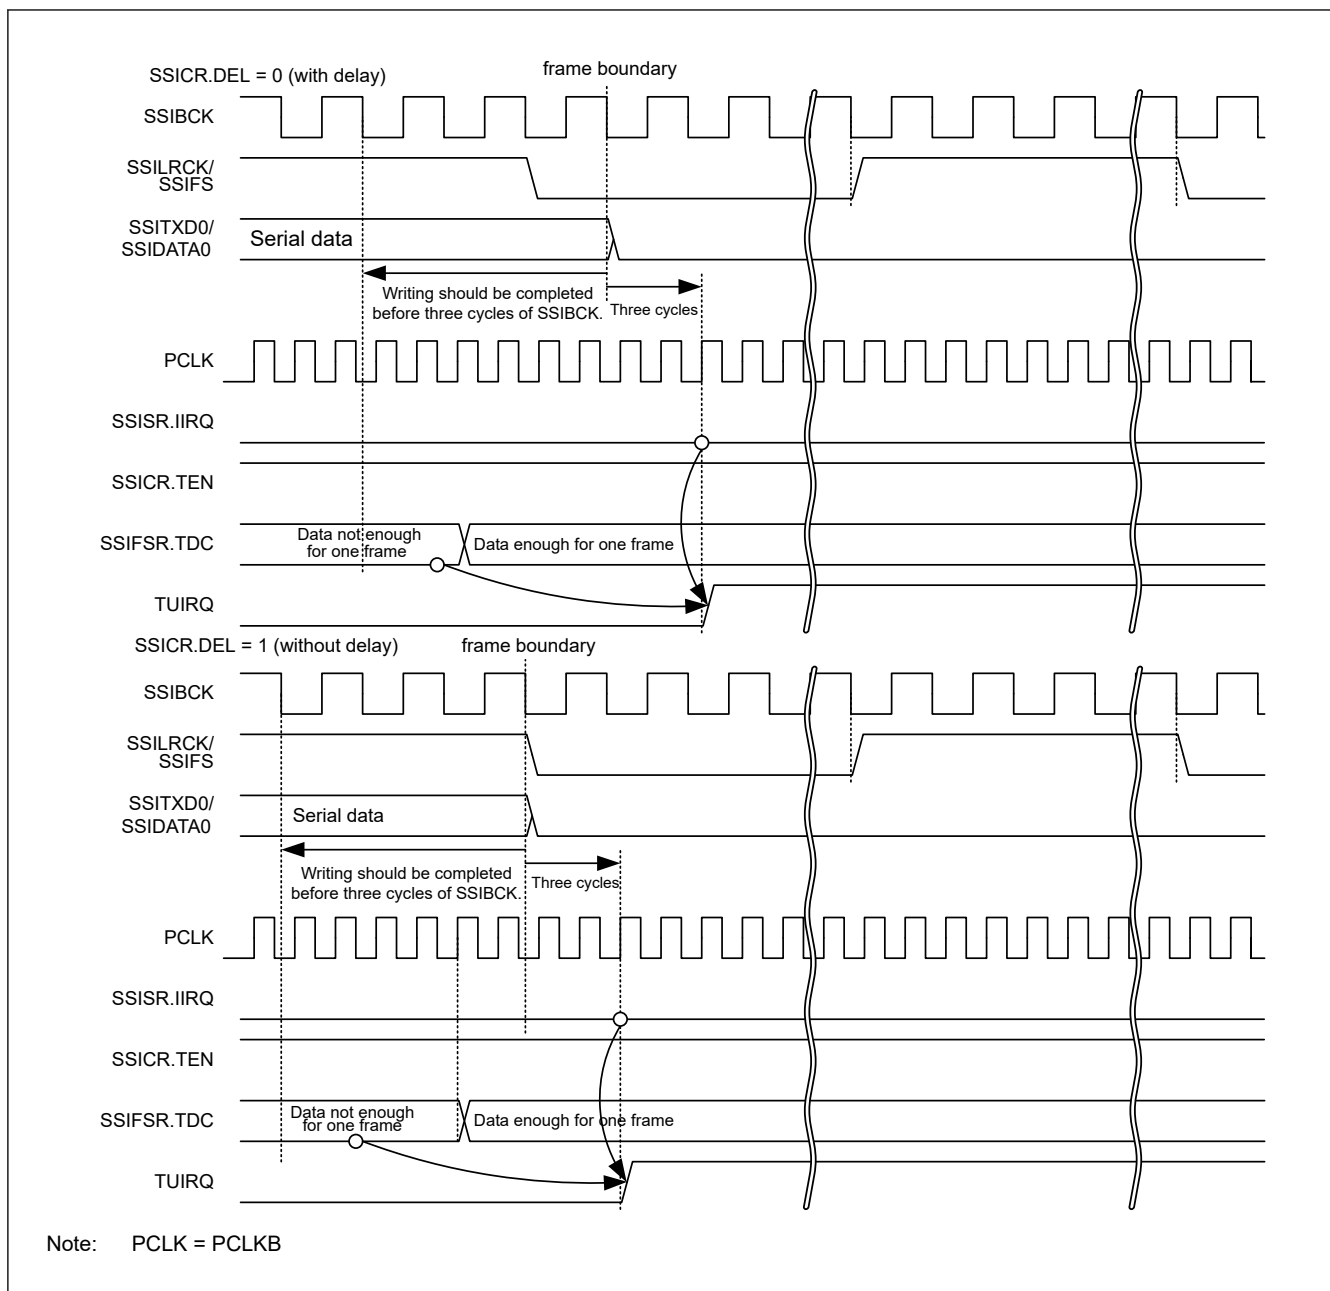 SSICR.DEL = 0 (with delay)
frame boundary
SSIBCK
SSILRCK/
SSIFS
SSITXD0/
SSIDATA0
Serial data
Writing should be completed
before three cycles of SSIBCK.
Three cycles
PCLK
SSISR.IIRQ
SSICR.TEN
SSIFSR.TDC
Data not enough
for one frame
Data enough for one frame
TUIRQ
SSICR.DEL = 1 (without delay)
frame boundary
SSIBCK
SSILRCK/
SSIFS
SSITXD0/
SSIDATA0
Serial data
Writing should be completed
before three cycles of SSIBCK.
Three cycles
PCLK
SSISR.IIRQ
SSICR.TEN
SSIFSR.TDC
Data not enough
for one frame
Data enough for one frame
TUIRQ
Note: PCLK = PCLKB